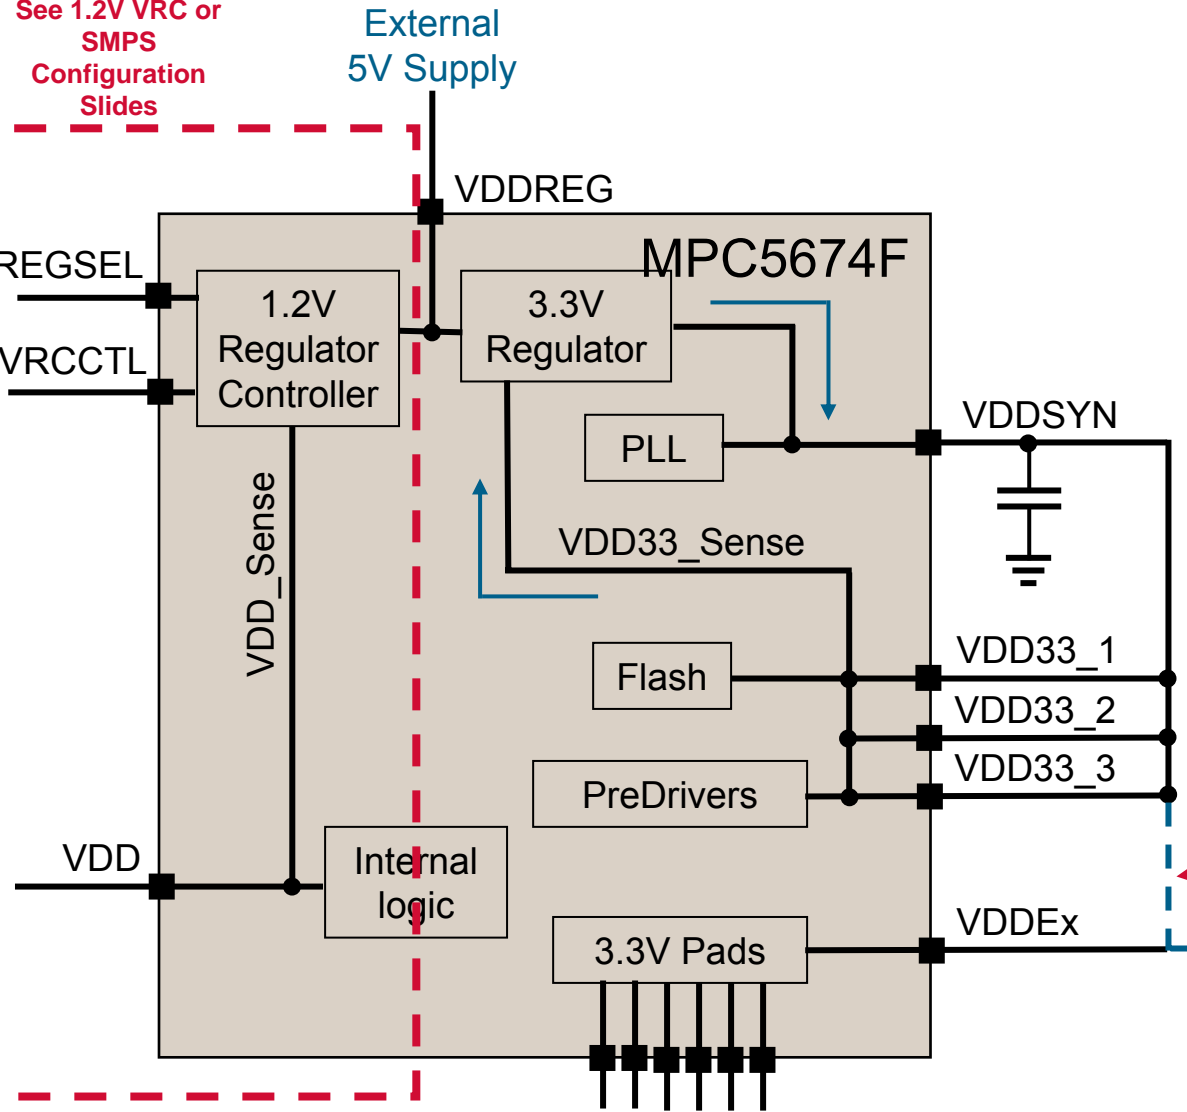 See 1.2V VRC or
SMPS
Configuration
Slides
External
5V Supply
VDDREG
MPC5674F
REGSEL
1.2V
Regulator
Controller
3.3V
Regulator
VRCCTL
VDDSYN
PLL
VDD_Sense
VDD33_Sense
Flash
VDD33_1
VDD33_2
VDD33_3
PreDrivers
VDD
Internal
logic
VDDEx
3.3V Pads